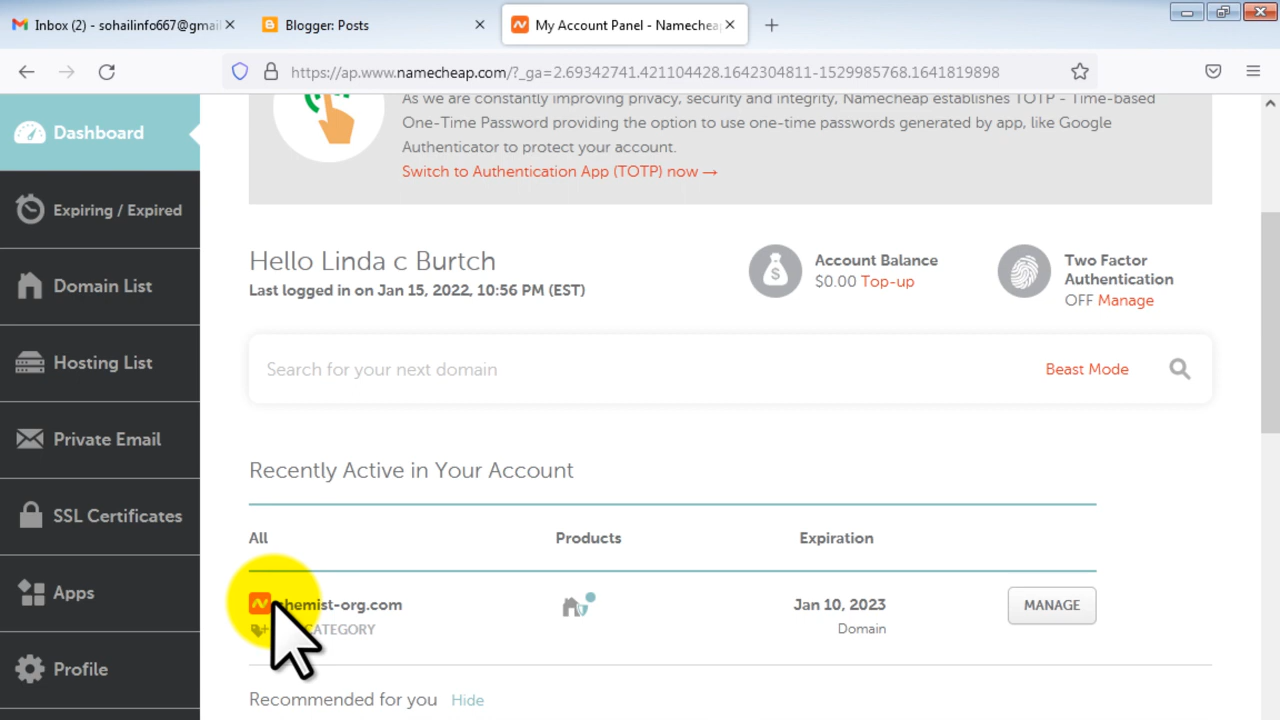 Inbox (2) - sohailinfo667@gmai
Blogger: Posts
My Account Panel - Namecheap
https://ap.www.namecheap.com/?_ga=2.69342741.421104428.1642304811-1529985768.1641819898
Dashboard
Expiring / Expired
Domain List
Hosting List
Private Email
SSL Certificates
Apps
Profile
As we are constantly improving privacy, security and integrity, Namecheap establishes TOTP - Time-based
One-Time Password providing the option to use one-time passwords generated by app, like Google
Authenticator to protect your account.
Switch to Authentication App (TOTP) now →
Hello Linda c Burtch
Last logged in on Jan 15, 2022, 10:56 PM (EST)
Account Balance
$0.00 Top-up
Two Factor
Authentication
OFF Manage
Search for your next domain
Beast Mode
Recently Active in Your Account
All Products Expiration
hemist-org.com Jan 10, 2023 MANAGE
CATEGORY Domain
Recommended for you Hide